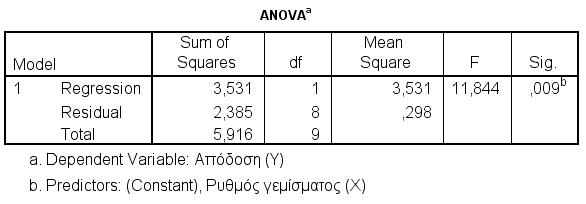 ANOVAa
Model Sum of Squares df Mean Square F Sig.
1 Regression 3,531 1 3,531 11,844 ,009b
Residual 2,385 8 ,298
Total 5,916 9
a. Dependent Variable: Απόδοση (Y)
b. Predictors: (Constant), Ρυθμός γεμίσματος (X)